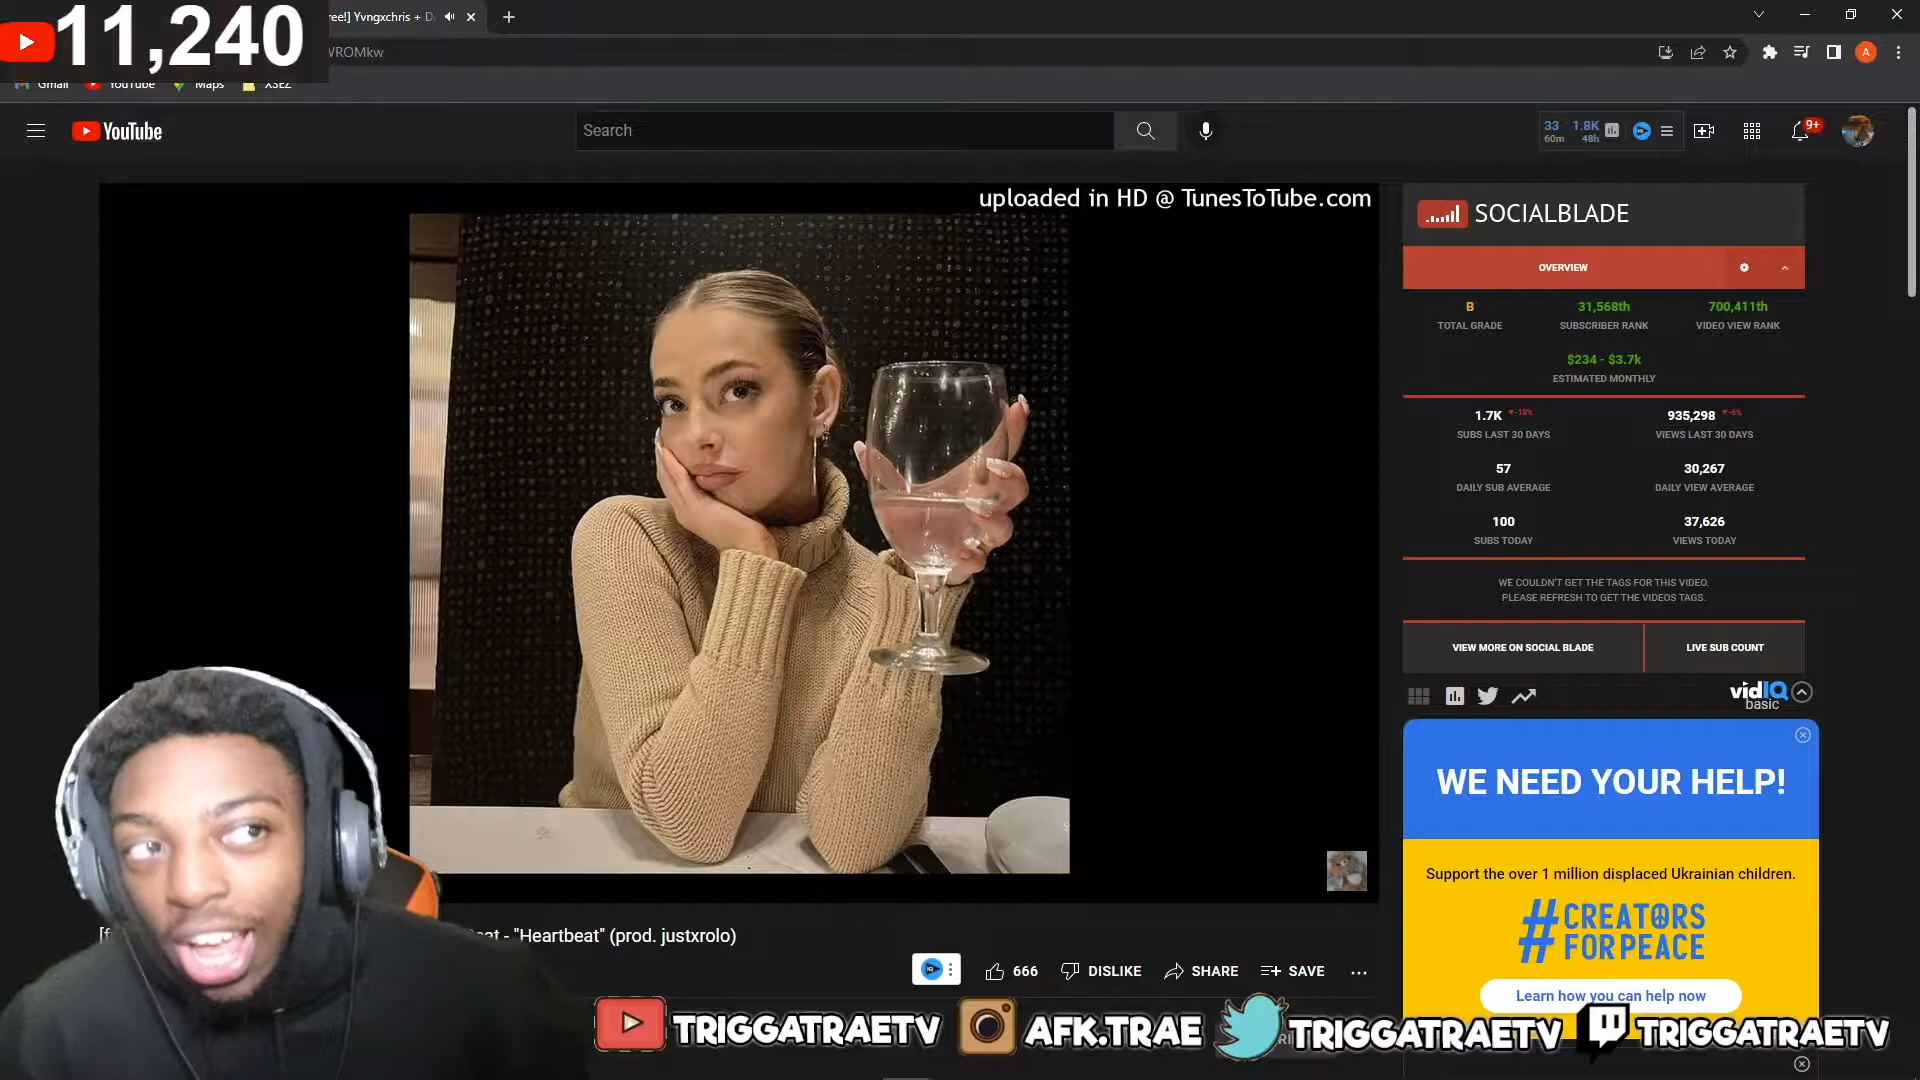 11,240
ree!] Yvngxchris + D
WROMkw
Gmail
YouTube
Maps
XSEZ
YouTube
Search
33
60m
1.8K
48h
9+
A
uploaded in HD @ TunesToTube.com
SOCIALBLADE
OVERVIEW
B
TOTAL GRADE
31,568th
SUBSCRIBER RANK
700,411th
VIDEO VIEW RANK
$234 - $3.7k
ESTIMATED MONTHLY
1.7K -18%
SUBS LAST 30 DAYS
935,298 -6%
VIEWS LAST 30 DAYS
57
DAILY SUB AVERAGE
30,267
DAILY VIEW AVERAGE
100
SUBS TODAY
37,626
VIEWS TODAY
WE COULDN'T GET THE TAGS FOR THIS VIDEO.
PLEASE REFRESH TO GET THE VIDEOS TAGS.
VIEW MORE ON SOCIAL BLADE
LIVE SUB COUNT
vidIQ
basic
WE NEED YOUR HELP!
Support the over 1 million displaced Ukrainian children.
#CREATORS
FORPEACE
Learn how you can help now
- "Heartbeat" (prod. justxrolo)
666
DISLIKE
SHARE
SAVE
TRIGGATRAETV
AFK.TRAE
TRIGGATRAETV
TRIGGATRAETV